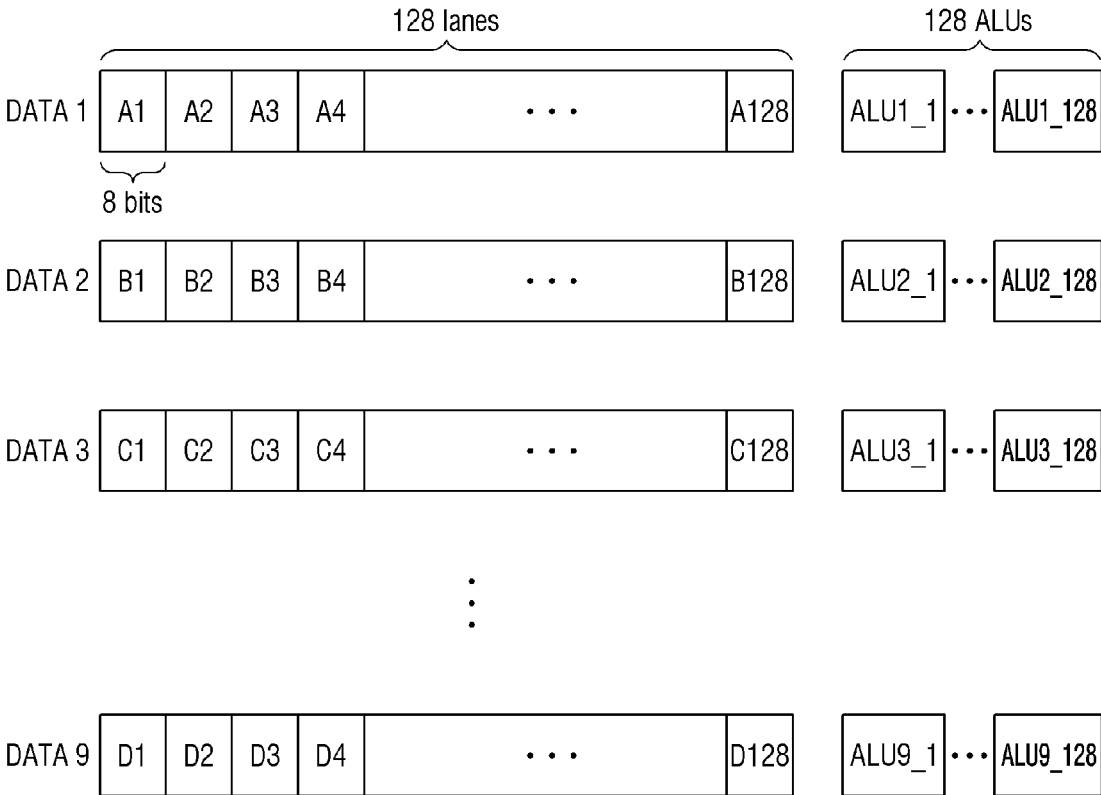 128 lanes 128 ALUs
DATA 1 A1 A2 A3 A4 • • • A128 ALU1_1 • • • ALU1_128
8 bits
DATA 2 B1 B2 B3 B4 • • • B128 ALU2_1 • • • ALU2_128
DATA 3 C1 C2 C3 C4 • • • C128 ALU3_1 • • • ALU3_128
DATA 9 D1 D2 D3 D4 • • • D128 ALU9_1 • • • ALU9_128